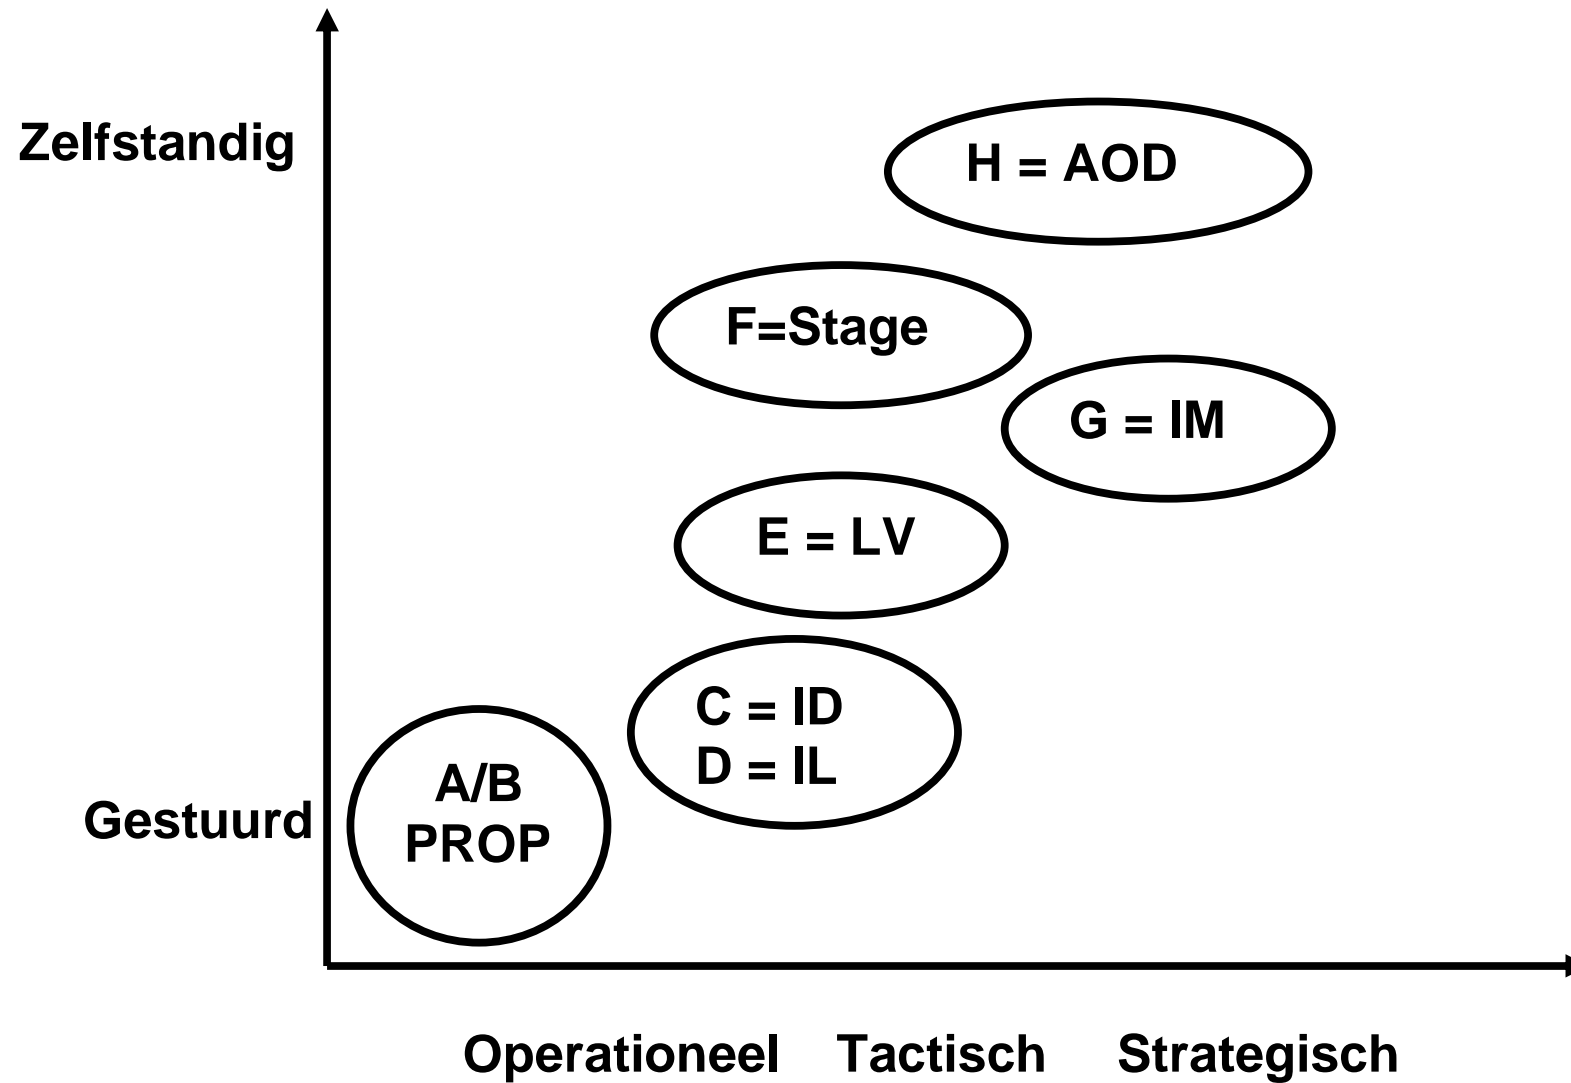 Zelfstandig
H = AOD
F=Stage
G = IM
E = LV
C = ID
D = IL
A/B
PROP
Gestuurd
Operationeel Tactisch Strategisch